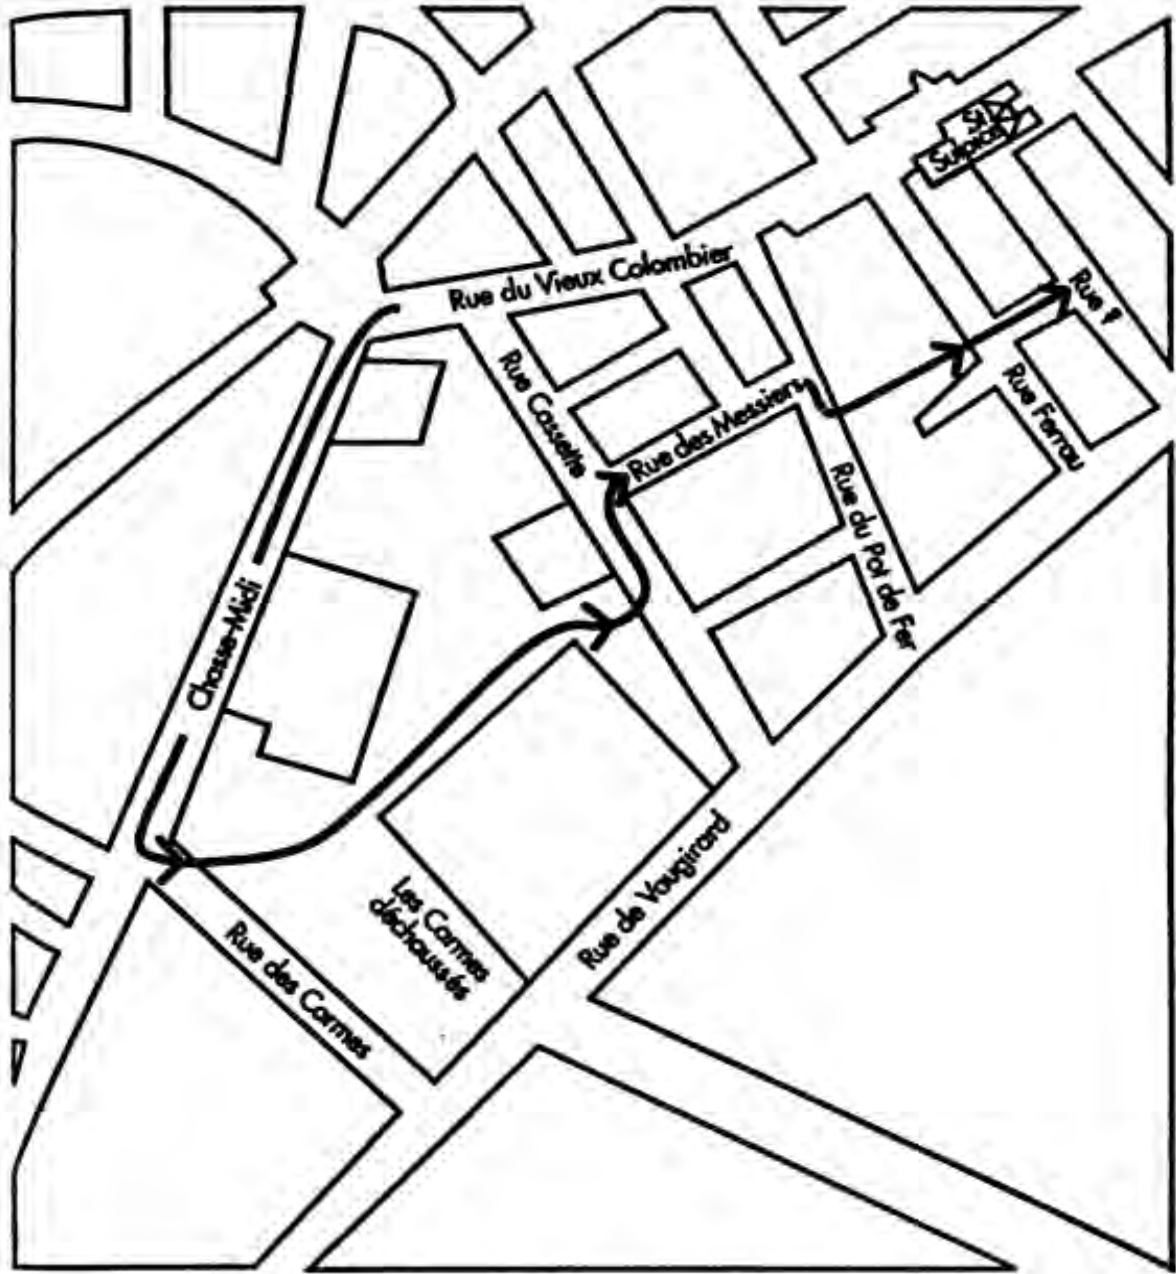 St
Sulpice
Rue du Vieux Colombier
Rue ?
Rue Cassette
Rue Ferrau
Rue des Messiers
Rue du Pot de Fer
Chasse-Midi
Rue de Vaugirard
Les Carmes
déchaussés
Rue des Carmes